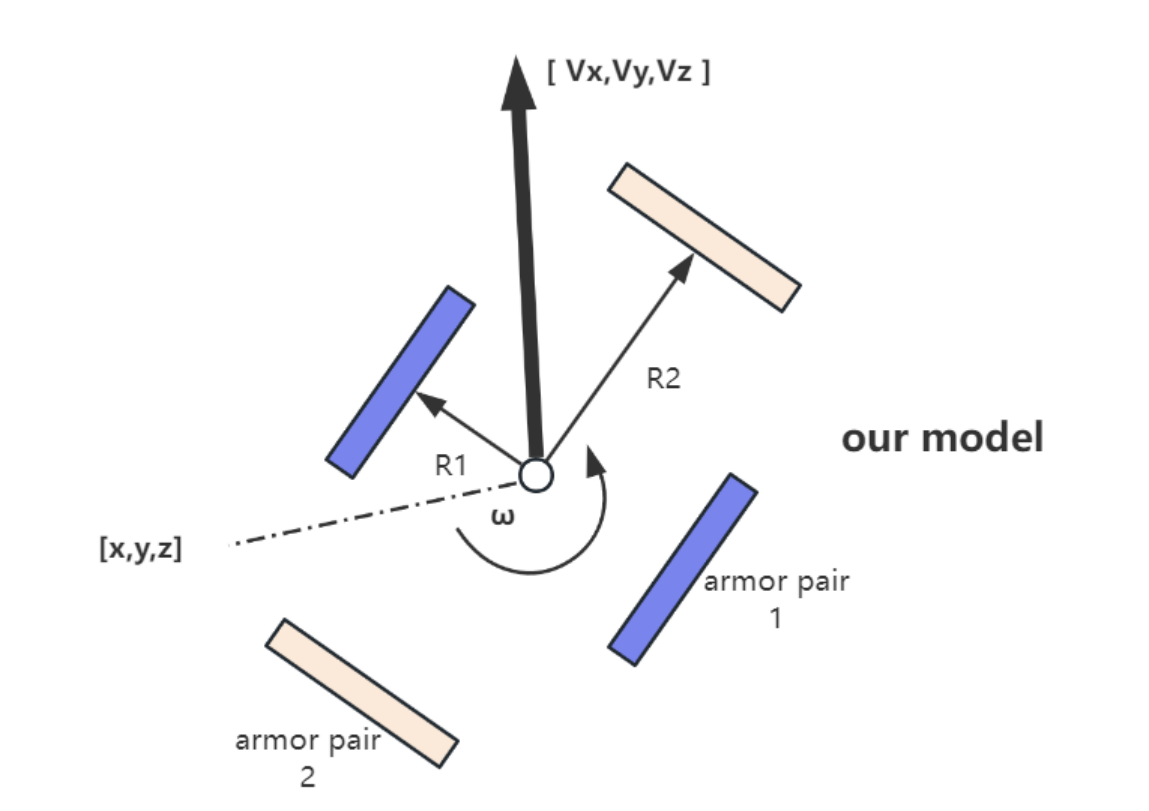 [ Vx,Vy,Vz ]
R2
our model
R1
ω
[x,y,z]
armor pair
1
armor pair
2